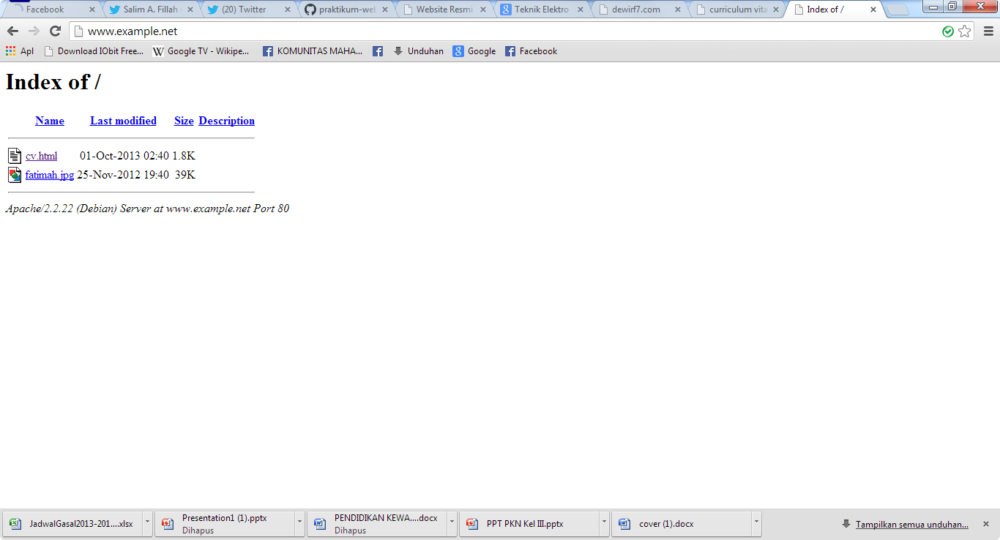 Facebook Salim A. Fillah (20) Twitter praktikum-web Website Resmi Teknik Elektro dewirf7.com curriculum vita Index of /
www.example.net
Apl Download IObit Free... Google TV - Wikipe... KOMUNITAS MAHA... Unduhan Google Facebook
Index of /
Name Last modified Size Description
cv.html 01-Oct-2013 02:40 1.8K
fatimah.jpg 25-Nov-2012 19:40 39K
Apache/2.2.22 (Debian) Server at www.example.net Port 80
JadwalGasal2013-201....xlsx Presentation1 (1).pptx PENDIDIKAN KEWA....docx PPT PKN Kel III.pptx cover (1).docx Tampilkan semua unduhan...
Dihapus Dihapus